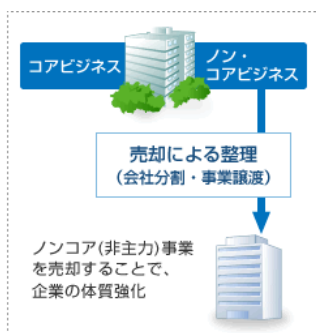 コアビジネス
ノン・
コアビジネス
売却による整理
(会社分割・事業譲渡)
ノンコア(非主力)事業
を売却することで、
企業の体質強化